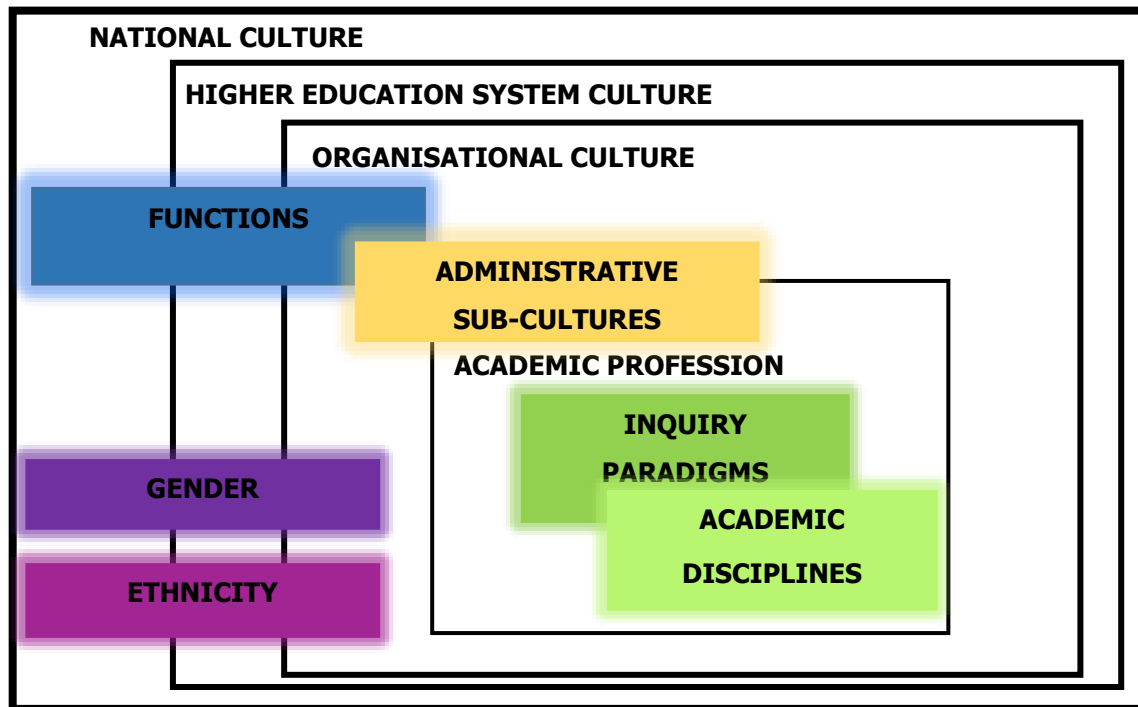 NATIONAL CULTURE
HIGHER EDUCATION SYSTEM CULTURE
ORGANISATIONAL CULTURE
FUNCTIONS
ADMINISTRATIVE
SUB-CULTURES
ACADEMIC PROFESSION
INQUIRY
PARADIGMS
GENDER
ACADEMIC
DISCIPLINES
ETHNICITY